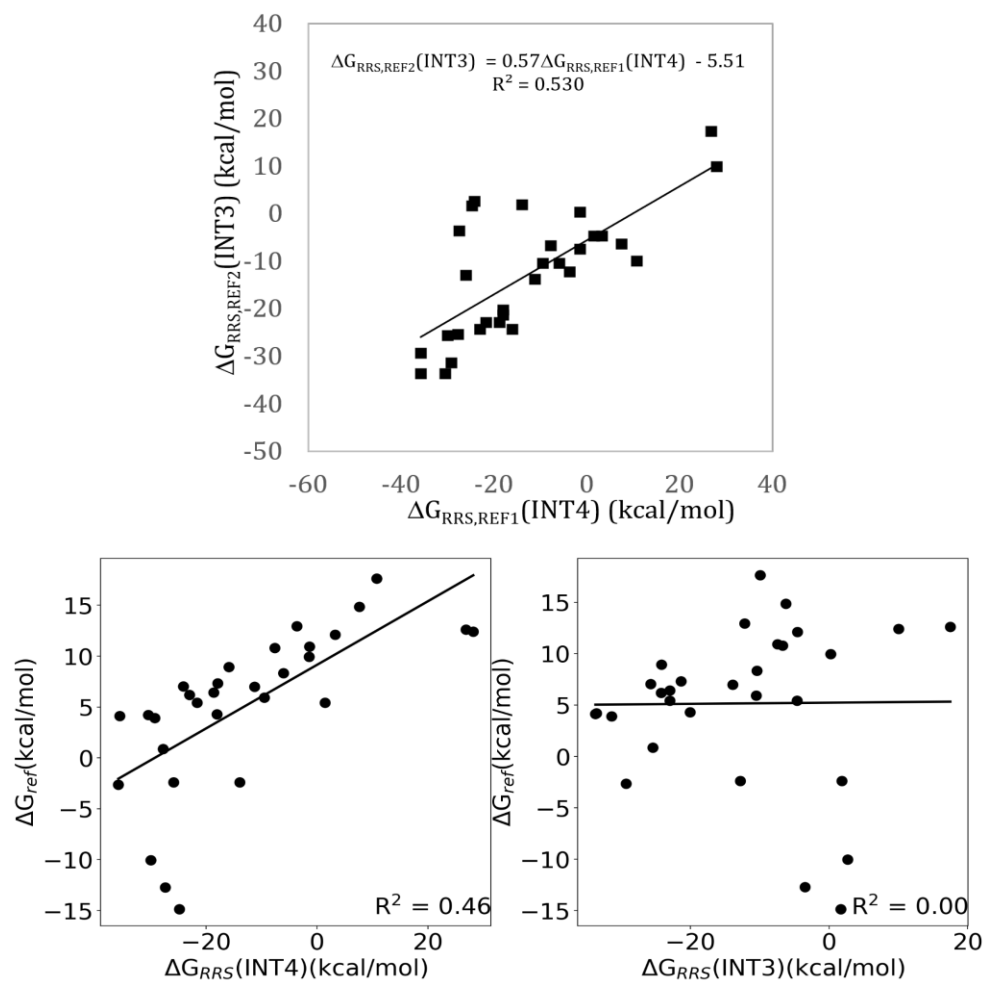 ΔG_RRS,REF2(INT3) = 0.57ΔG_RRS,REF1(INT4) - 5.51
R² = 0.530
ΔG_RRS,REF2(INT3) (kcal/mol)
40
30
20
10
0
-10
-20
-30
-40
-50
-60 -40 -20 0 20 40
ΔG_RRS,REF1(INT4) (kcal/mol)
ΔG_ref(kcal/mol)
15
10
5
0
−5
−10
−15
R² = 0.46
−20 0 20
ΔG_RRS(INT4)(kcal/mol)
ΔG_ref(kcal/mol)
15
10
5
0
−5
−10
−15
R² = 0.00
−20 0 20
ΔG_RRS(INT3)(kcal/mol)